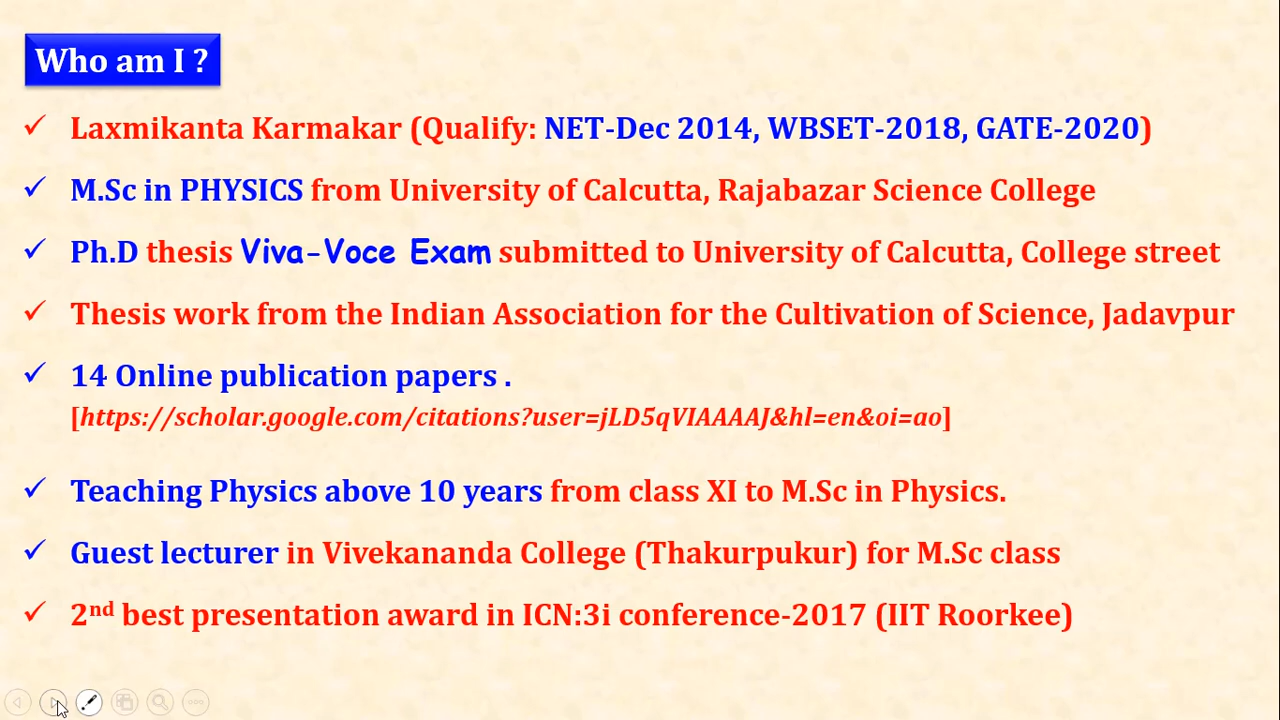 Who am I ?
Laxmikanta Karmakar (Qualify: NET-Dec 2014, WBSET-2018, GATE-2020)
M.Sc in PHYSICS from University of Calcutta, Rajabazar Science College
Ph.D thesis Viva-Voce Exam submitted to University of Calcutta, College street
Thesis work from the Indian Association for the Cultivation of Science, Jadavpur
14 Online publication papers .
[https://scholar.google.com/citations?user=jLD5qVIAAAAJ&hl=en&oi=ao]
Teaching Physics above 10 years from class XI to M.Sc in Physics.
Guest lecturer in Vivekananda College (Thakurpukur) for M.Sc class
2nd best presentation award in ICN:3i conference-2017 (IIT Roorkee)